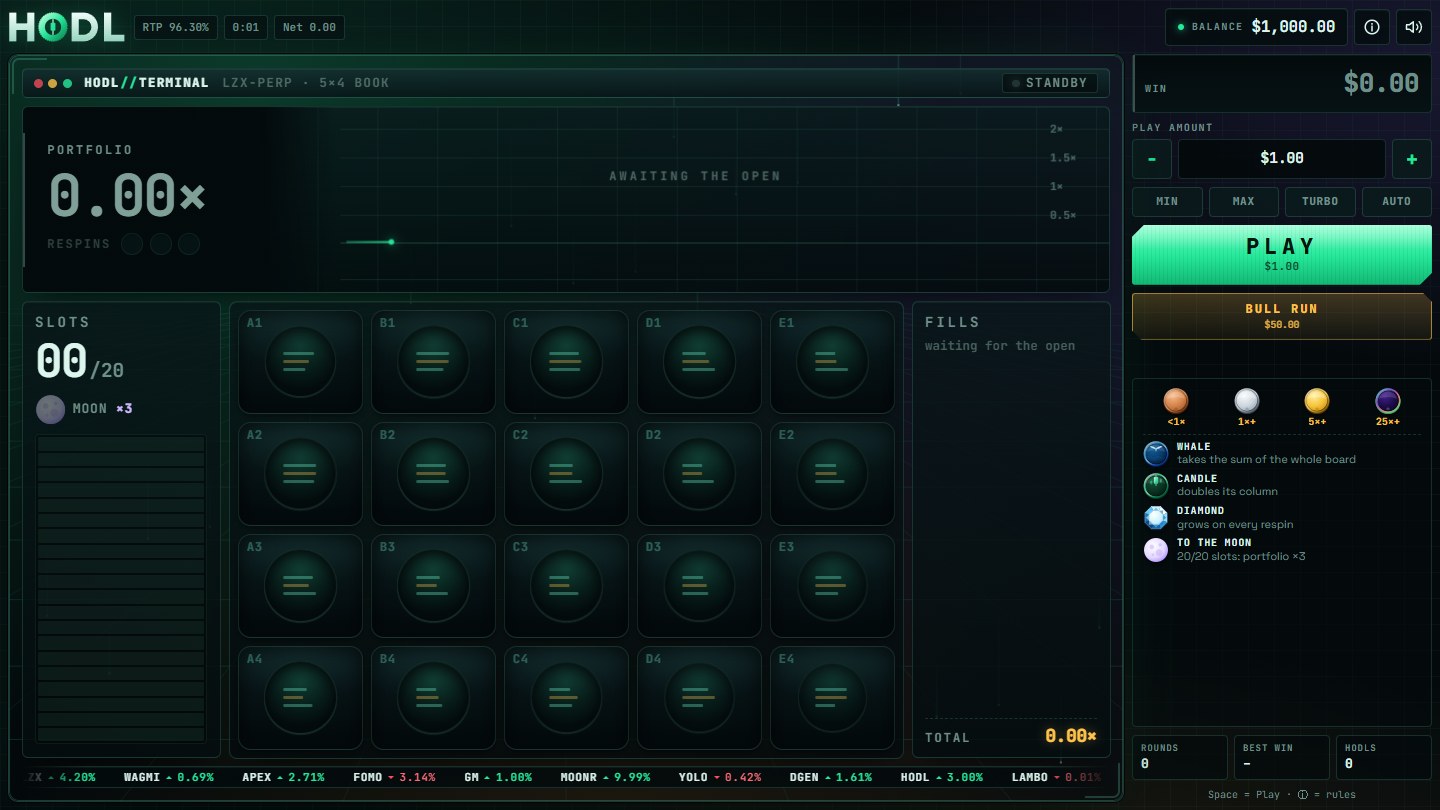 HODL
RTP 96.30%
0:01
Net 0.00
BALANCE $1,000.00
HODL//TERMINAL LZX-PERP · 5×4 BOOK
STANDBY
PORTFOLIO
0.00×
RESPINS
AWAITING THE OPEN
2×
1.5×
1×
0.5×
WIN $0.00
PLAY AMOUNT
- $1.00 +
MIN MAX TURBO AUTO
PLAY
$1.00
BULL RUN
$50.00
SLOTS
00/20
MOON ×3
A1 B1 C1 D1 E1
A2 B2 C2 D2 E2
A3 B3 C3 D3 E3
A4 B4 C4 D4 E4
FILLS
waiting for the open
TOTAL 0.00×
<1× 1×+ 5×+ 25×+
WHALE
takes the sum of the whole board
CANDLE
doubles its column
DIAMOND
grows on every respin
TO THE MOON
20/20 slots: portfolio ×3
ROUNDS
0
BEST WIN
–
HODLS
0
ZX ▲ 4.20% WAGMI ▲ 0.69% APEX ▲ 2.71% FOMO ▼ 3.14% GM ▲ 1.00% MOONR ▲ 9.99% YOLO ▼ 0.42% DGEN ▲ 1.61% HODL ▲ 3.00% LAMBO ▼ 0.01%
Space = Play · ⓘ = rules